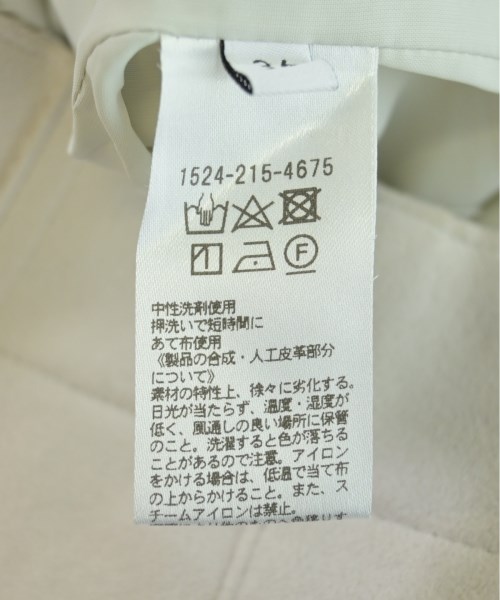 1524-215-4675
F
中性洗剤使用
押洗いで短時間に
あて布使用
《製品の合成・人工皮革部分
について》
素材の特性上、徐々に劣化する。
日光が当たらず、温度・湿度が
低く、風通しの良い場所に保管
のこと。洗濯すると色が落ちる
ことがあるので注意。アイロン
をかける場合は、低温で当て布
の上からかけること。また、ス
チームアイロンは禁止。